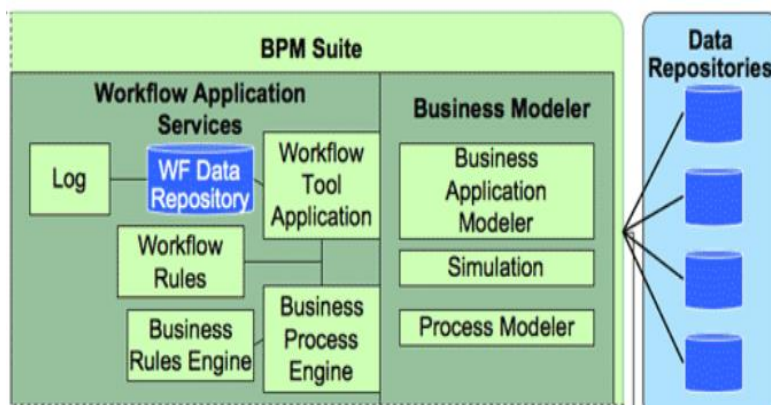 BPM Suite
Data
Repositories
Workflow Application
Services
Business Modeler
Log
WF Data
Repository
Workflow
Tool
Application
Business
Application
Modeler
Workflow
Rules
Simulation
Business
Rules Engine
Business
Process
Engine
Process Modeler